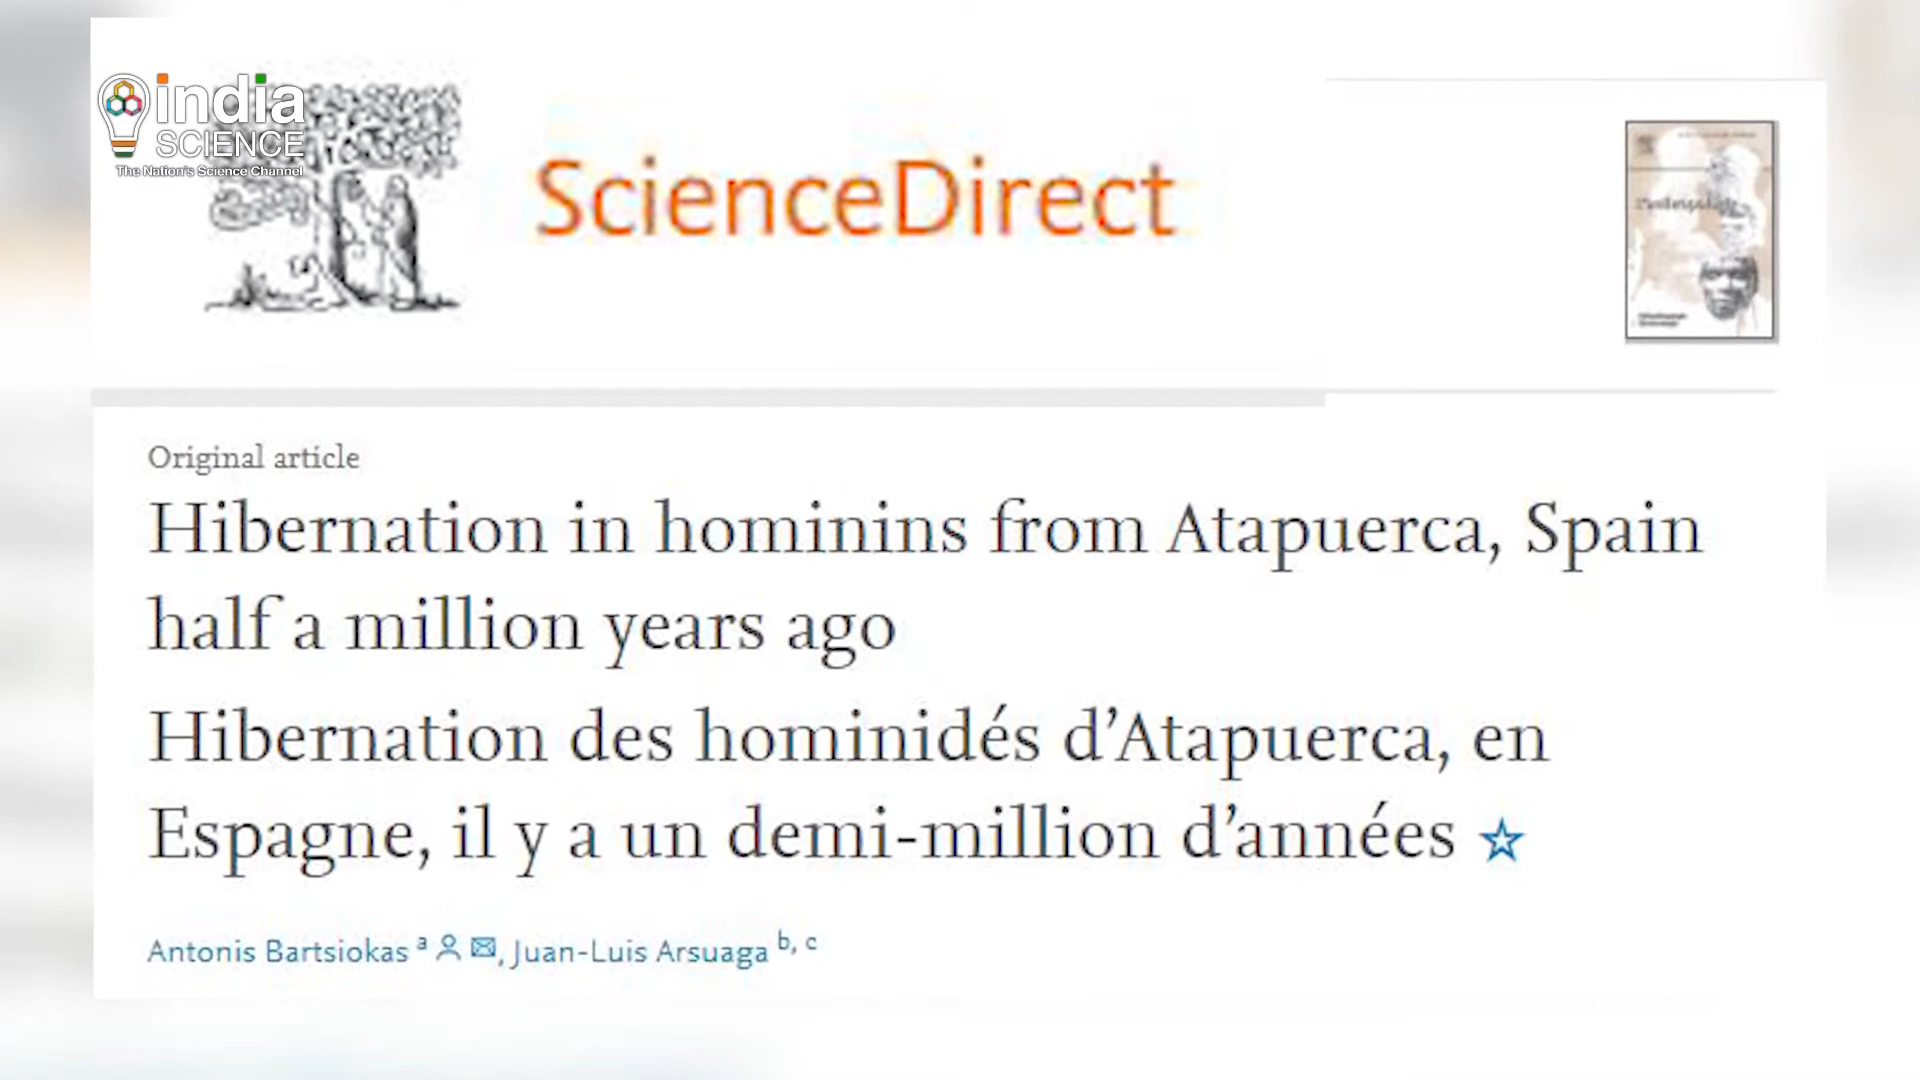 india
SCIENCE
The Nation's Science Channel
ScienceDirect
Original article
Hibernation in hominins from Atapuerca, Spain
half a million years ago
Hibernation des hominidés d'Atapuerca, en
Espagne, il y a un demi-million d'années ☆
Antonis Bartsiokas a, Juan-Luis Arsuaga b, c